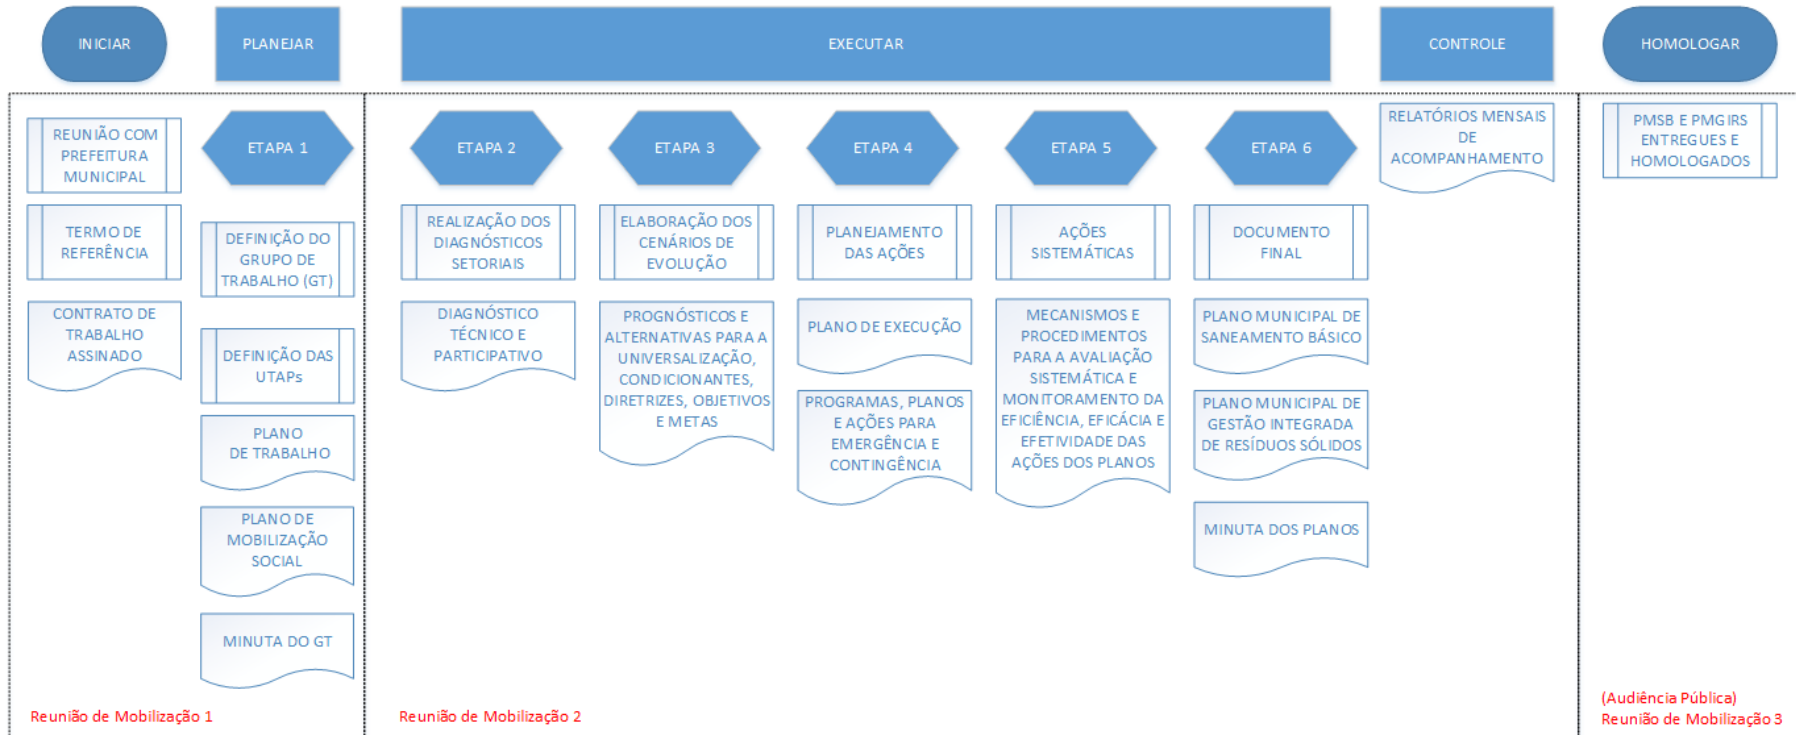 INICIAR
PLANEJAR
EXECUTAR
CONTROLE
HOMOLOGAR
REUNIÃO COM
PREFEITURA
MUNICIPAL
TERMO DE
REFERÊNCIA
CONTRATO DE
TRABALHO
ASSINADO
ETAPA 1
DEFINIÇÃO DO
GRUPO DE
TRABALHO (GT)
DEFINIÇÃO DAS
UTAPs
PLANO
DE TRABALHO
PLANO DE
MOBILIZAÇÃO
SOCIAL
MINUTA DO GT
ETAPA 2
REALIZAÇÃO DOS
DIAGNÓSTICOS
SETORIAIS
DIAGNÓSTICO
TÉCNICO E
PARTICIPATIVO
ETAPA 3
ELABORAÇÃO DOS
CENÁRIOS DE
EVOLUÇÃO
PROGNÓSTICOS E
ALTERNATIVAS PARA A
UNIVERSALIZAÇÃO,
CONDICIONANTES,
DIRETRIZES, OBJETIVOS
E METAS
ETAPA 4
PLANEJAMENTO
DAS AÇÕES
PLANO DE EXECUÇÃO
PROGRAMAS, PLANOS
E AÇÕES PARA
EMERGÊNCIA E
CONTINGÊNCIA
ETAPA 5
AÇÕES
SISTEMÁTICAS
MECANISMOS E
PROCEDIMENTOS
PARA A AVALIAÇÃO
SISTEMÁTICA E
MONITORAMENTO DA
EFICIÊNCIA, EFICÁCIA E
EFETIVIDADE DAS
AÇÕES DOS PLANOS
ETAPA 6
DOCUMENTO
FINAL
PLANO MUNICIPAL DE
SANEAMENTO BÁSICO
PLANO MUNICIPAL DE
GESTÃO INTEGRADA
DE RESÍDUOS SÓLIDOS
MINUTA DOS PLANOS
RELATÓRIOS MENSAIS
DE
ACOMPANHAMENTO
PMSB E PMGIRS
ENTREGUES E
HOMOLOGADOS
Reunião de Mobilização 1
Reunião de Mobilização 2
(Audiência Pública)
Reunião de Mobilização 3